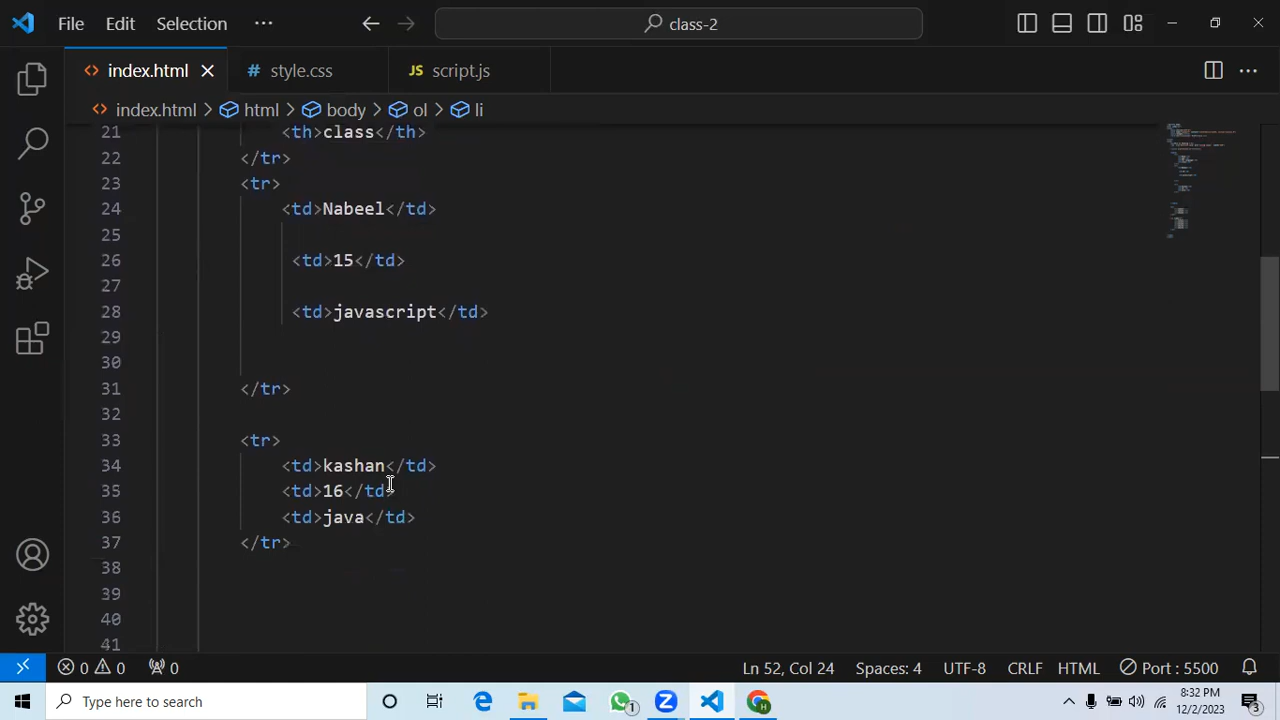 File Edit Selection ··· class-2
index.html style.css JS script.js
index.html > html > body > ol > li
21 <th>class</th>
22 </tr>
23 <tr>
24 <td>Nabeel</td>
25
26 <td>15</td>
27
28 <td>javascript</td>
29
30
31 </tr>
32
33 <tr>
34 <td>kashan</td>
35 <td>16</td>
36 <td>java</td>
37 </tr>
38
39
40
41
0 0 0 Ln 52, Col 24 Spaces: 4 UTF-8 CRLF HTML Port : 5500
Type here to search 1 H 8:32 PM
12/2/2023 3